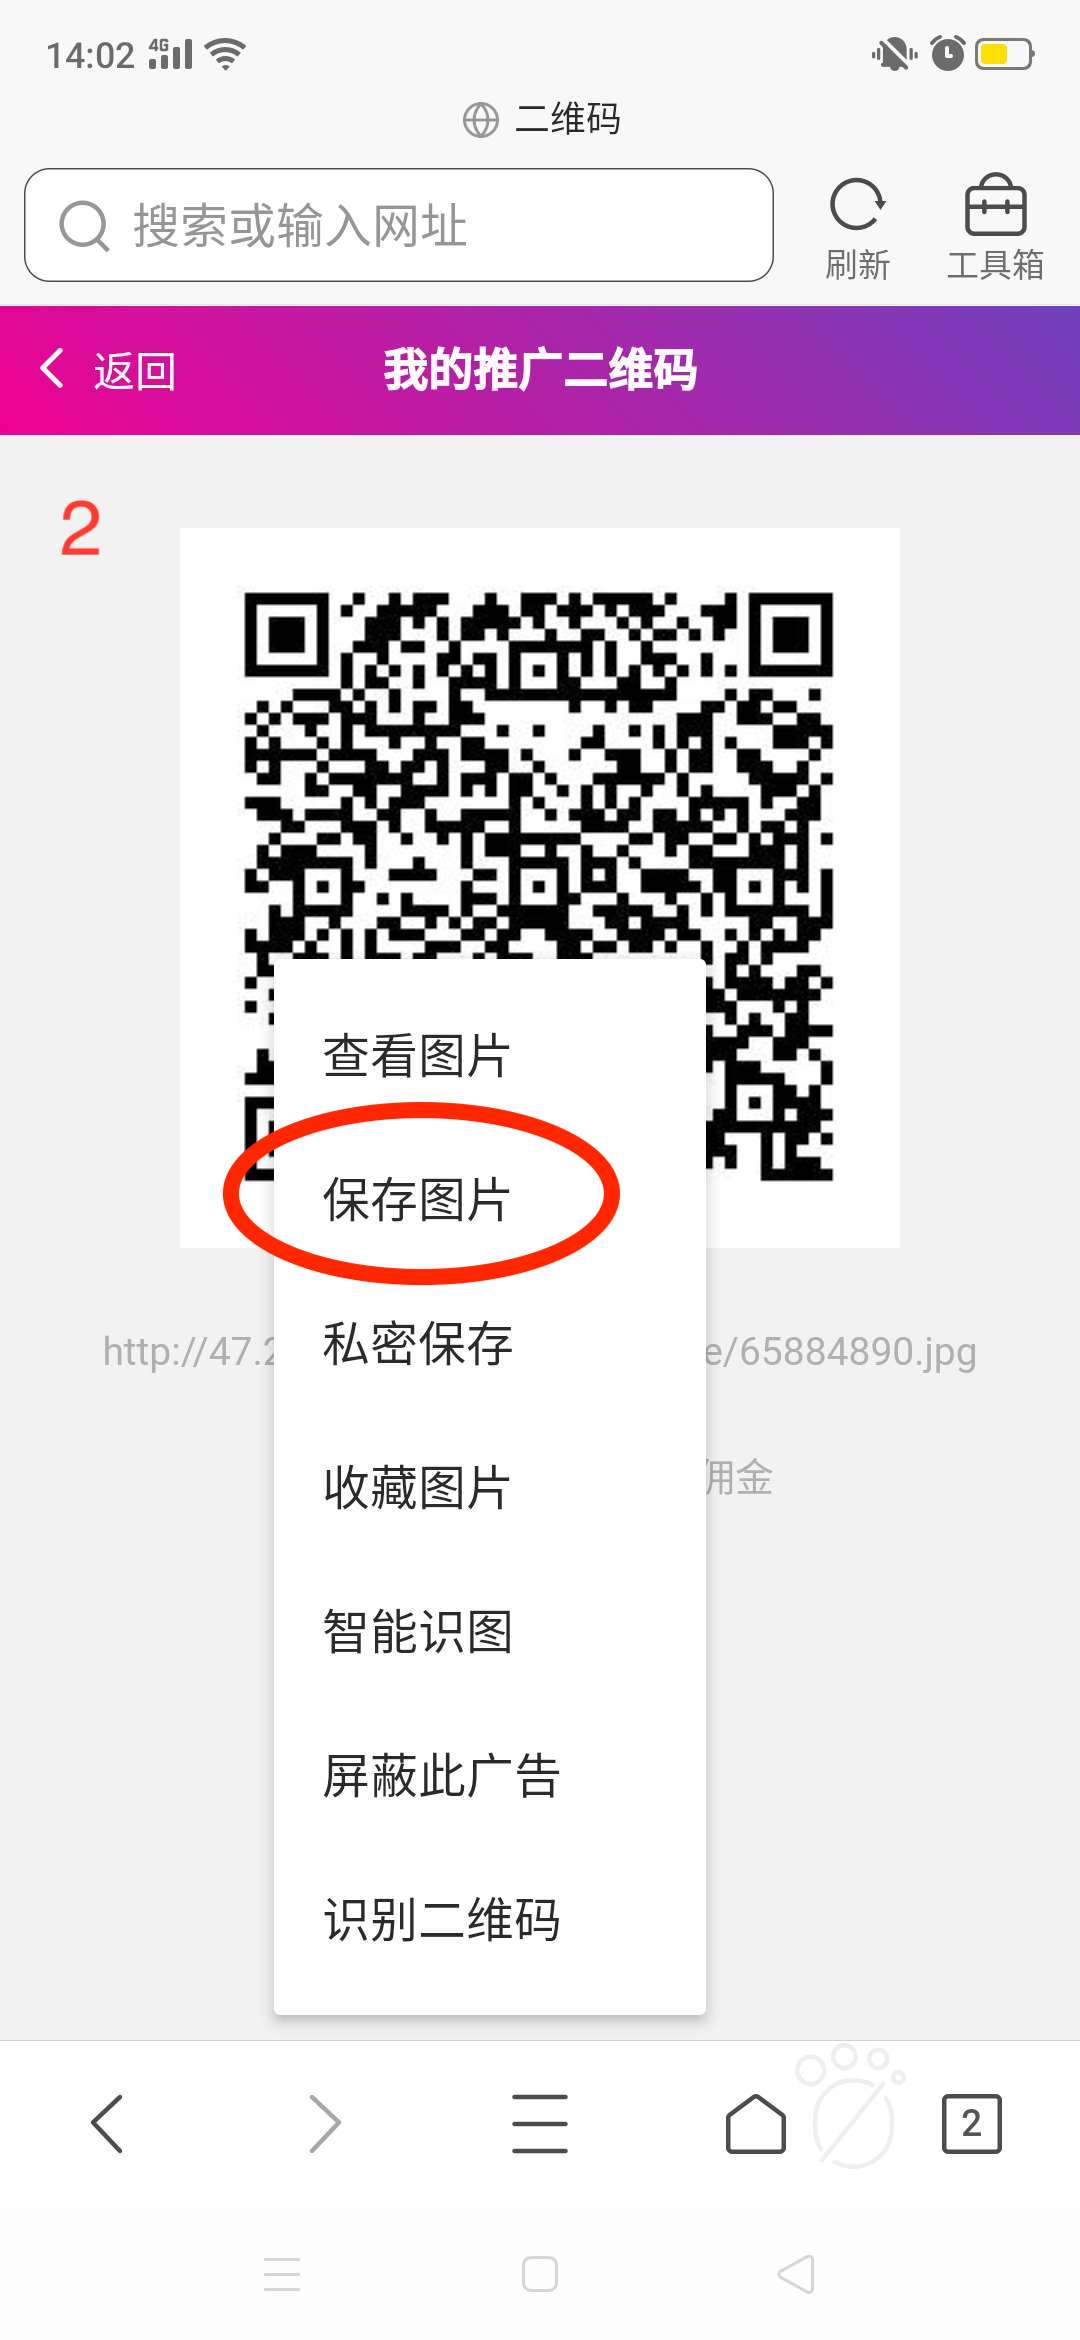 14:02 4G
二维码
搜索或输入网址
刷新
工具箱
返回
我的推广二维码
2
查看图片
保存图片
http://47.2
e/65884890.jpg
私密保存
佣金
收藏图片
智能识图
屏蔽此广告
识别二维码
2